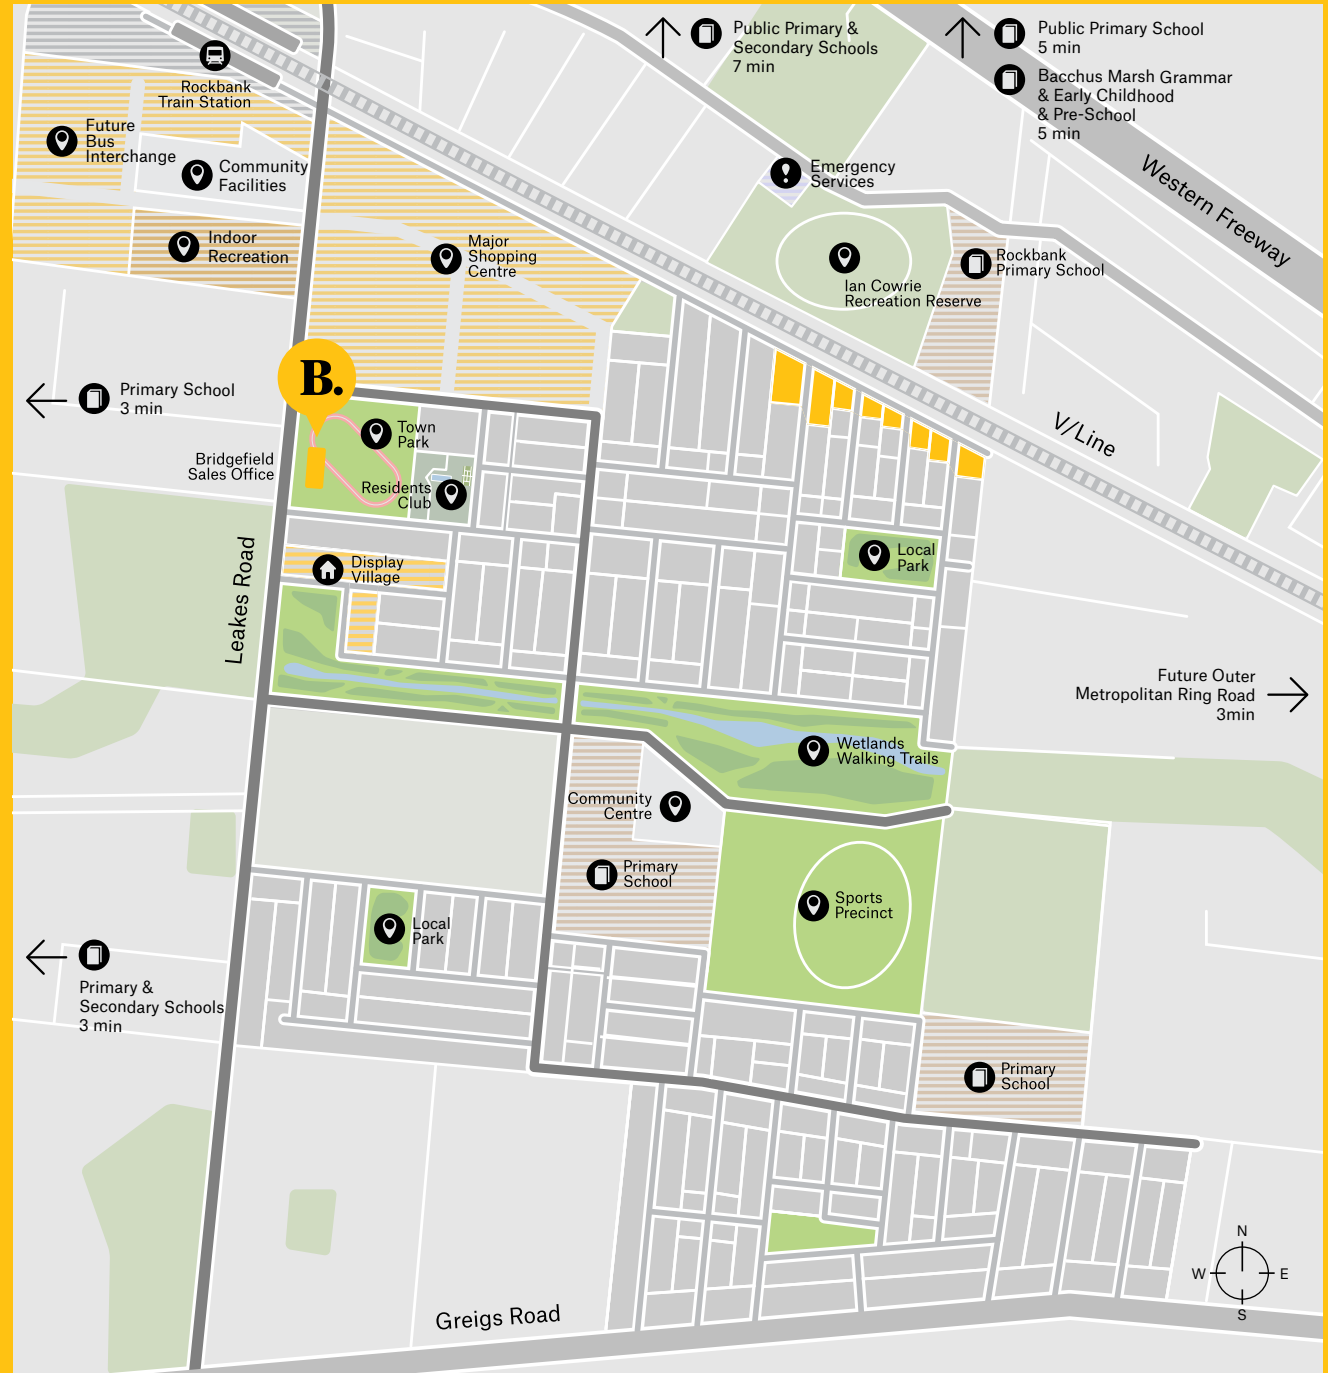 Public Primary &
Secondary Schools
7 min
Public Primary School
5 min
Bacchus Marsh Grammar
& Early Childhood
& Pre-School
5 min
Rockbank
Train Station
Future
Bus
Interchange
Community
Facilities
Emergency
Services
Western Freeway
Indoor
Recreation
Major
Shopping
Centre
Ian Cowrie
Recreation Reserve
Rockbank
Primary School
B.
Primary School
3 min
Town
Park
V/Line
Bridgefield
Sales Office
Residents
Club
Local
Park
Display
Village
Leakes Road
Future Outer
Metropolitan Ring Road
3min
Wetlands
Walking Trails
Community
Centre
Primary
School
Sports
Precinct
Local
Park
Primary &
Secondary Schools
3 min
Primary
School
Greigs Road
N
W
E
S